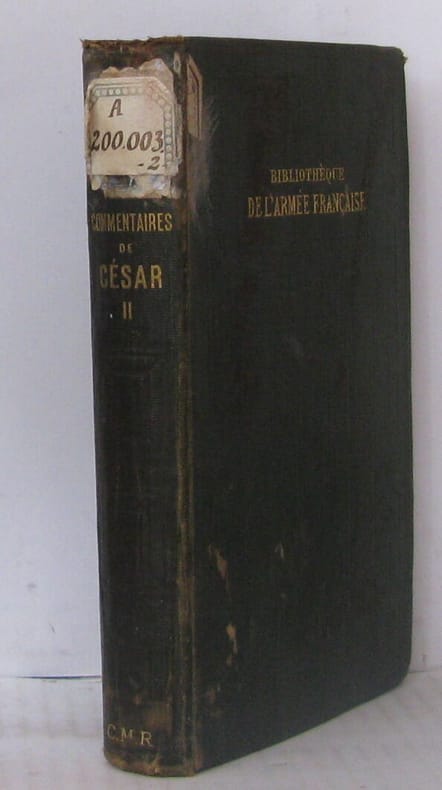 A
200.003
-2
COMMENTAIRES
DE
CÉSAR
II
C.M.R
BIBLIOTHÈQUE
DE L'ARMÉE FRANÇAISE